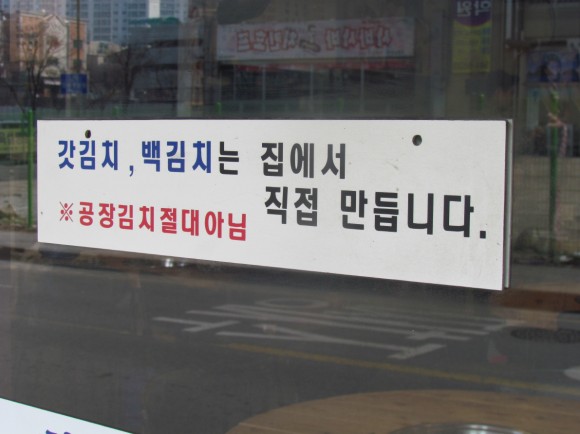 갓김치, 백김치는 집에서
직접 만듭니다.
※공장김치절대아님